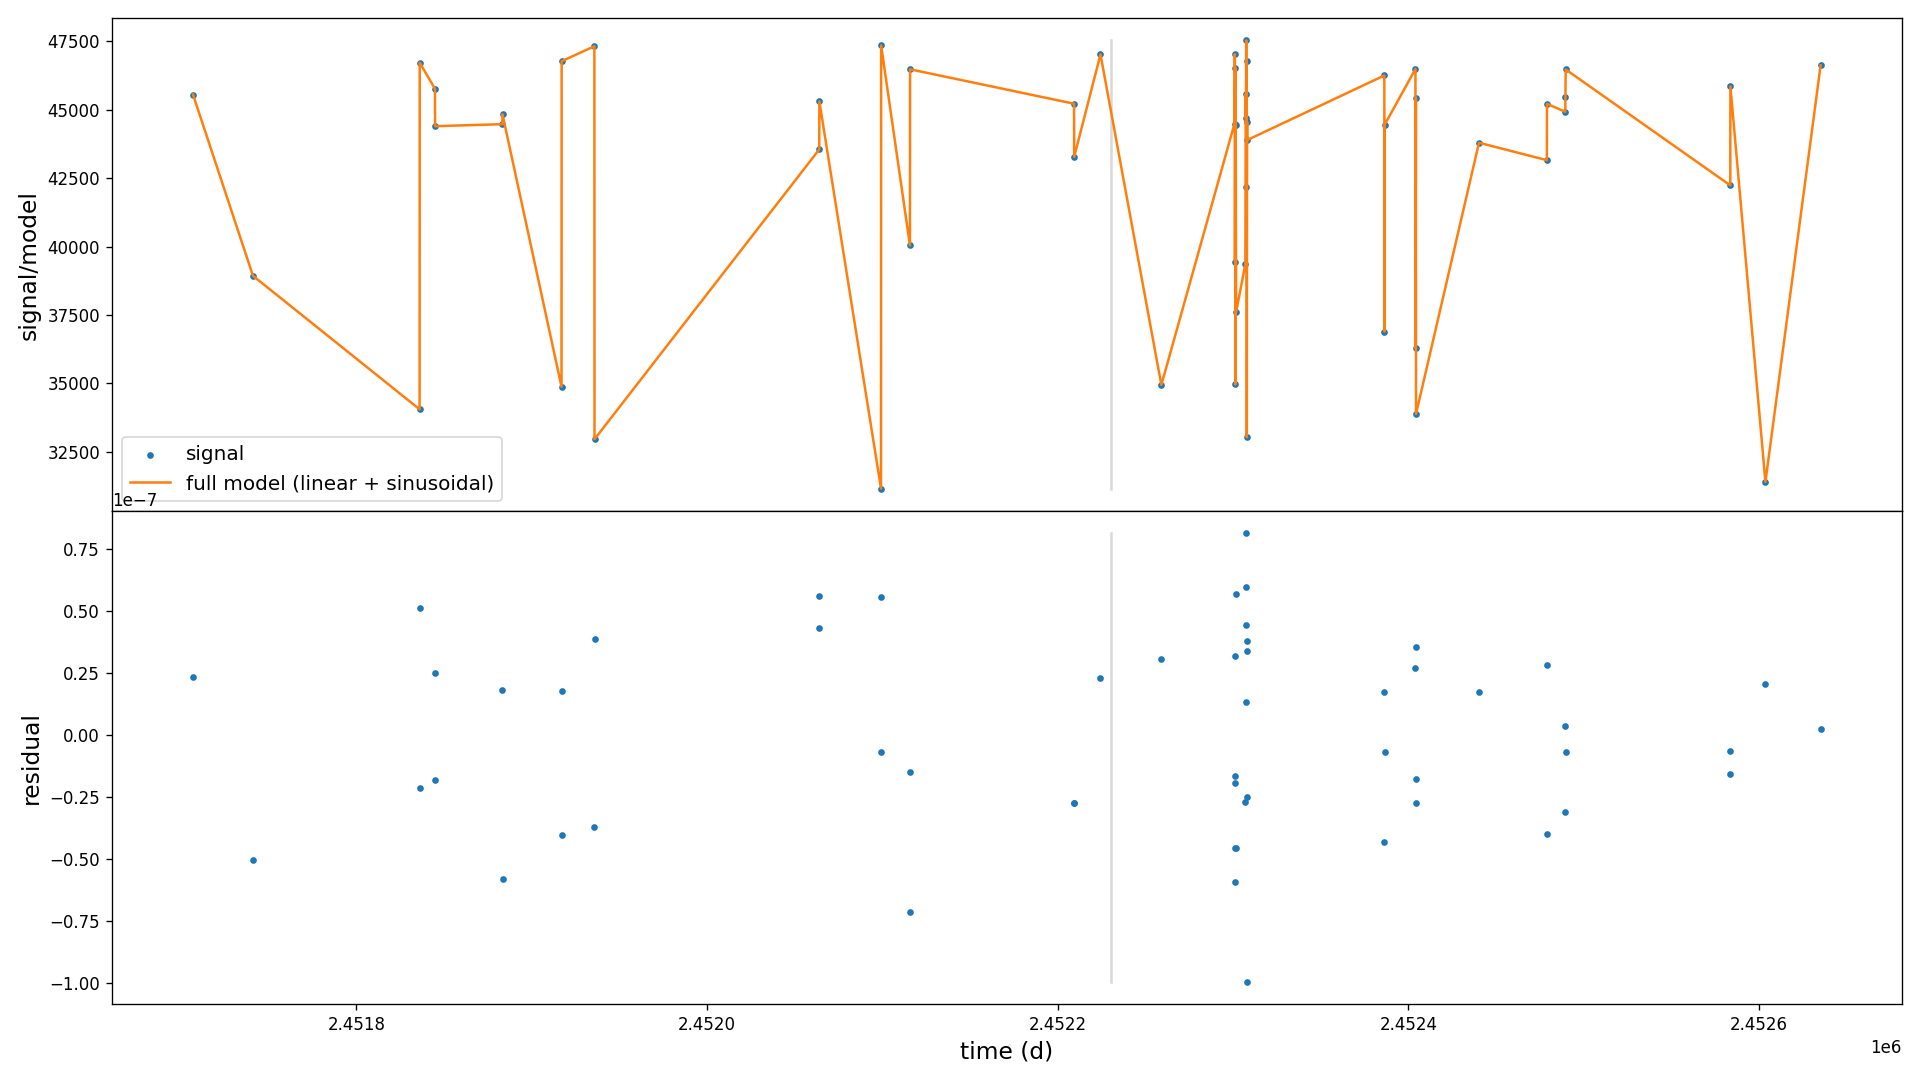 47500
45000
42500
40000
37500
35000
32500
signal/model
signal
full model (linear + sinusoidal)
1e−7
0.75
0.50
0.25
0.00
−0.25
−0.50
−0.75
−1.00
residual
2.4518
2.4520
2.4522
2.4524
2.4526
1e6
time (d)